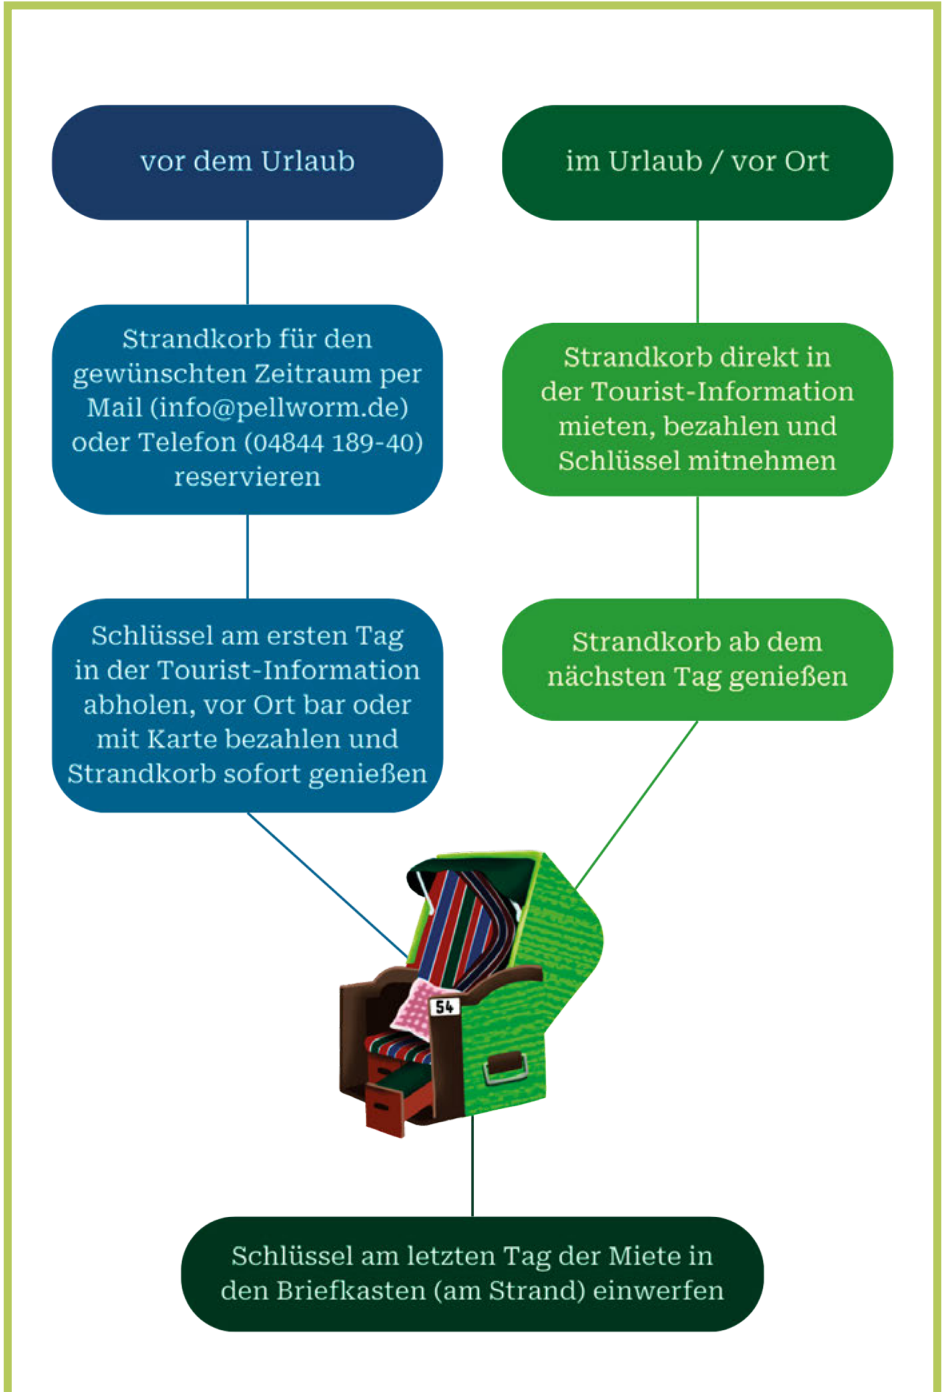 vor dem Urlaub
Strandkorb für den
gewünschten Zeitraum per
Mail (info@pellworm.de)
oder Telefon (04844 189-40)
reservieren
Schlüssel am ersten Tag
in der Tourist-Information
abholen, vor Ort bar oder
mit Karte bezahlen und
Strandkorb sofort genießen
im Urlaub / vor Ort
Strandkorb direkt in
der Tourist-Information
mieten, bezahlen und
Schlüssel mitnehmen
Strandkorb ab dem
nächsten Tag genießen
54
Schlüssel am letzten Tag der Miete in
den Briefkasten (am Strand) einwerfen